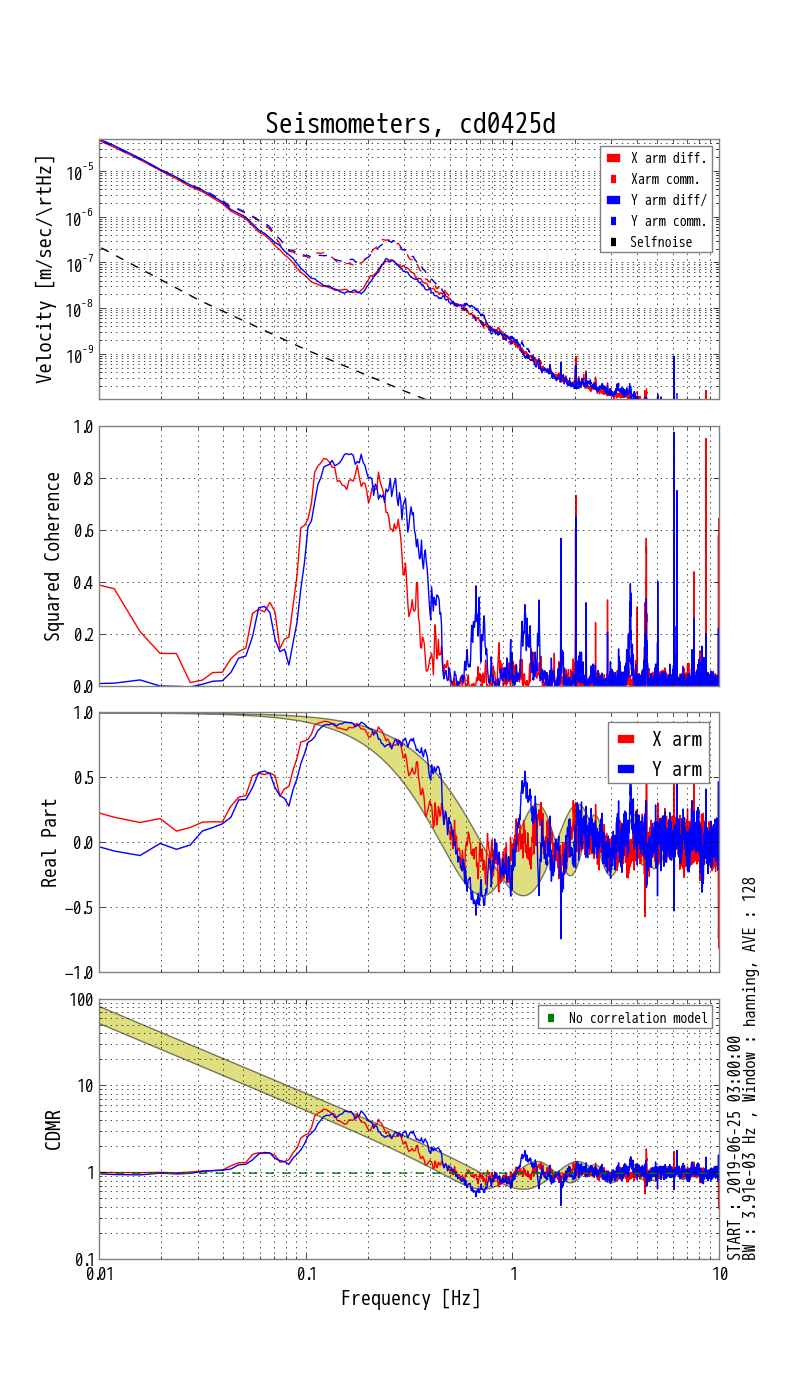 Seismometers, cd0425d
Velocity [m/sec/\rtHz]
10^-5
10^-6
10^-7
10^-8
10^-9
X arm diff.
Xarm comm.
Y arm diff/
Y arm comm.
Selfnoise
Squared Coherence
1.0
0.8
0.6
0.4
0.2
0.0
Real Part
1.0
0.5
0.0
−0.5
−1.0
X arm
Y arm
CDMR
100
10
1
0.1
No correlation model
0.01
0.1
1
10
Frequency [Hz]
START : 2019-06-25 03:00:00
BW : 3.91e-03 Hz , Window : hanning, AVE : 128